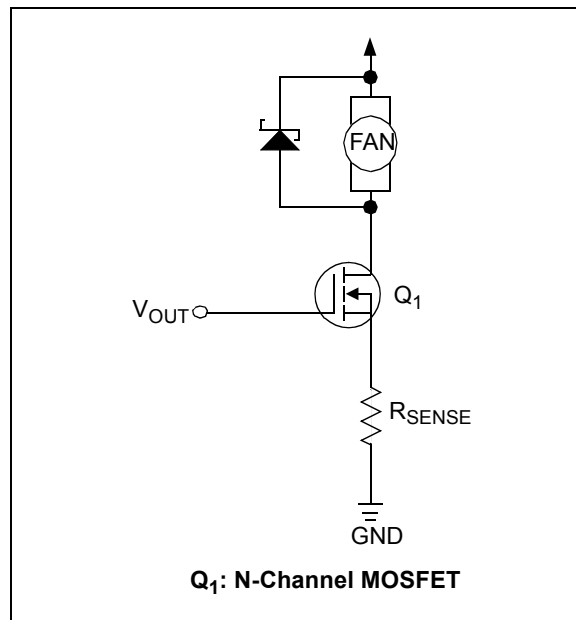 FAN
Q1
VOUT
RSENSE
GND
Q1: N-Channel MOSFET